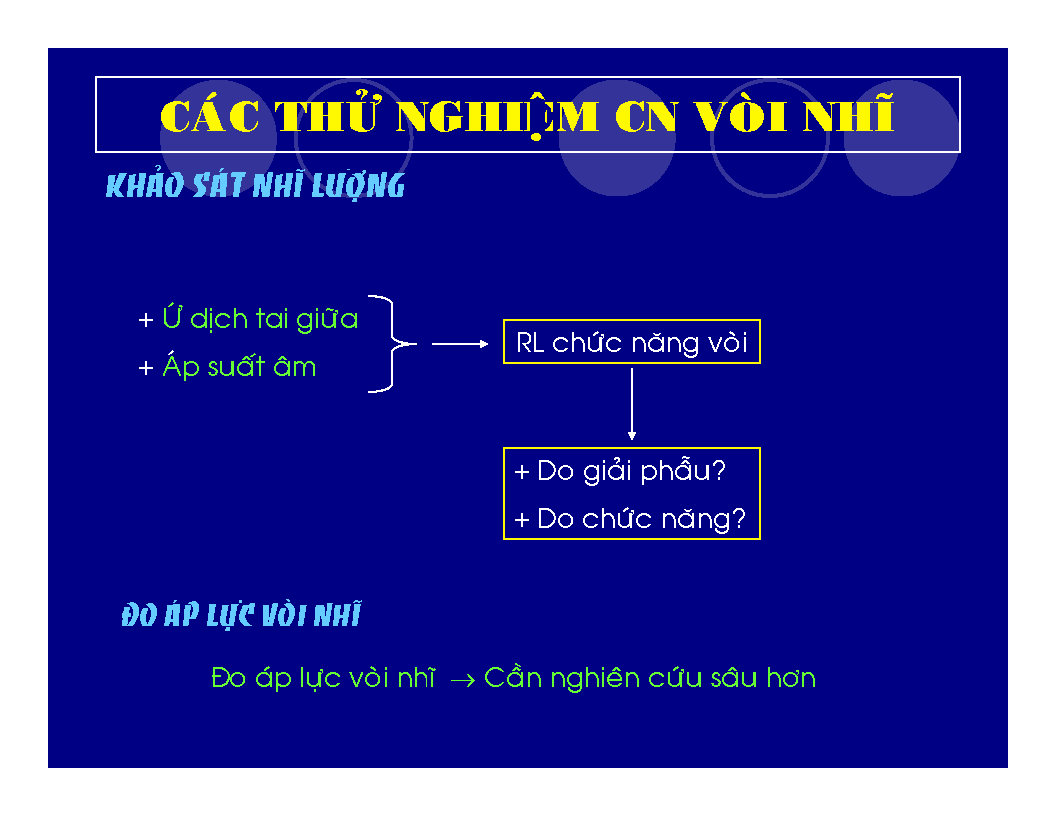 CÁC THỬ NGHIỆM CN VÒI NHĨ
KHẢO SÁT NHĨ LƯỢNG
+ Ứ dịch tai giữa
+ Áp suất âm
RL chức năng vòi
+ Do giải phẫu?
+ Do chức năng?
ĐO ÁP LỰC VÒI NHĨ
Đo áp lực vòi nhĩ → Cần nghiên cứu sâu hơn